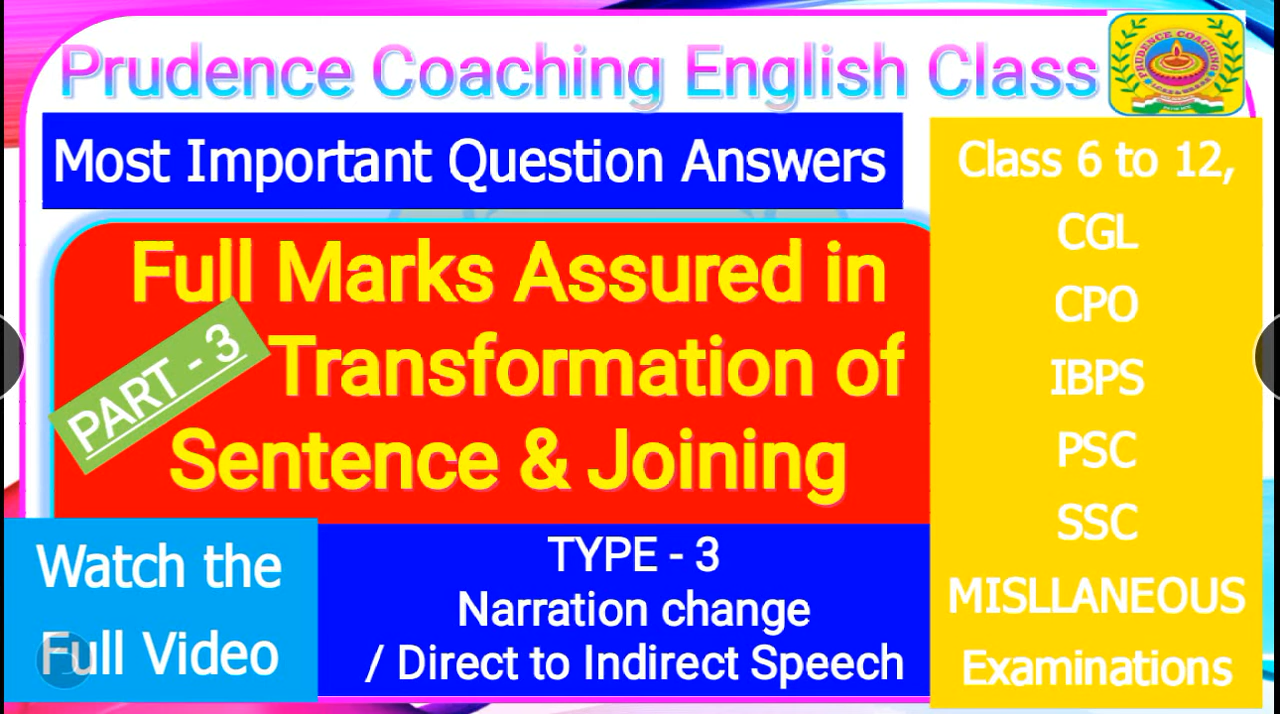 Prudence Coaching English Class
PRUDENCE COACHING
Most Important Question Answers
Full Marks Assured in
Transformation of
Sentence & Joining
PART - 3
TYPE - 3
Narration change
/ Direct to Indirect Speech
Watch the
Full Video
Class 6 to 12,
CGL
CPO
IBPS
PSC
SSC
MISLLANEOUS
Examinations